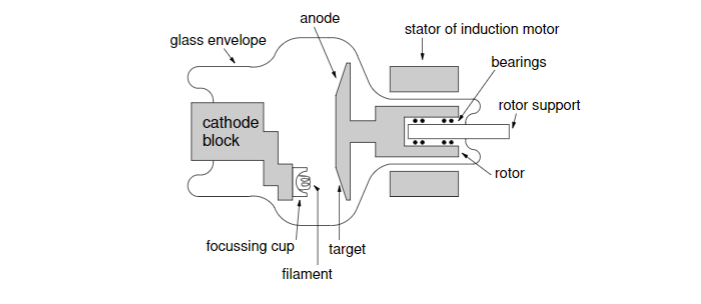 anode
stator of induction motor
glass envelope
bearings
rotor support
cathode
block
rotor
focussing cup
target
filament